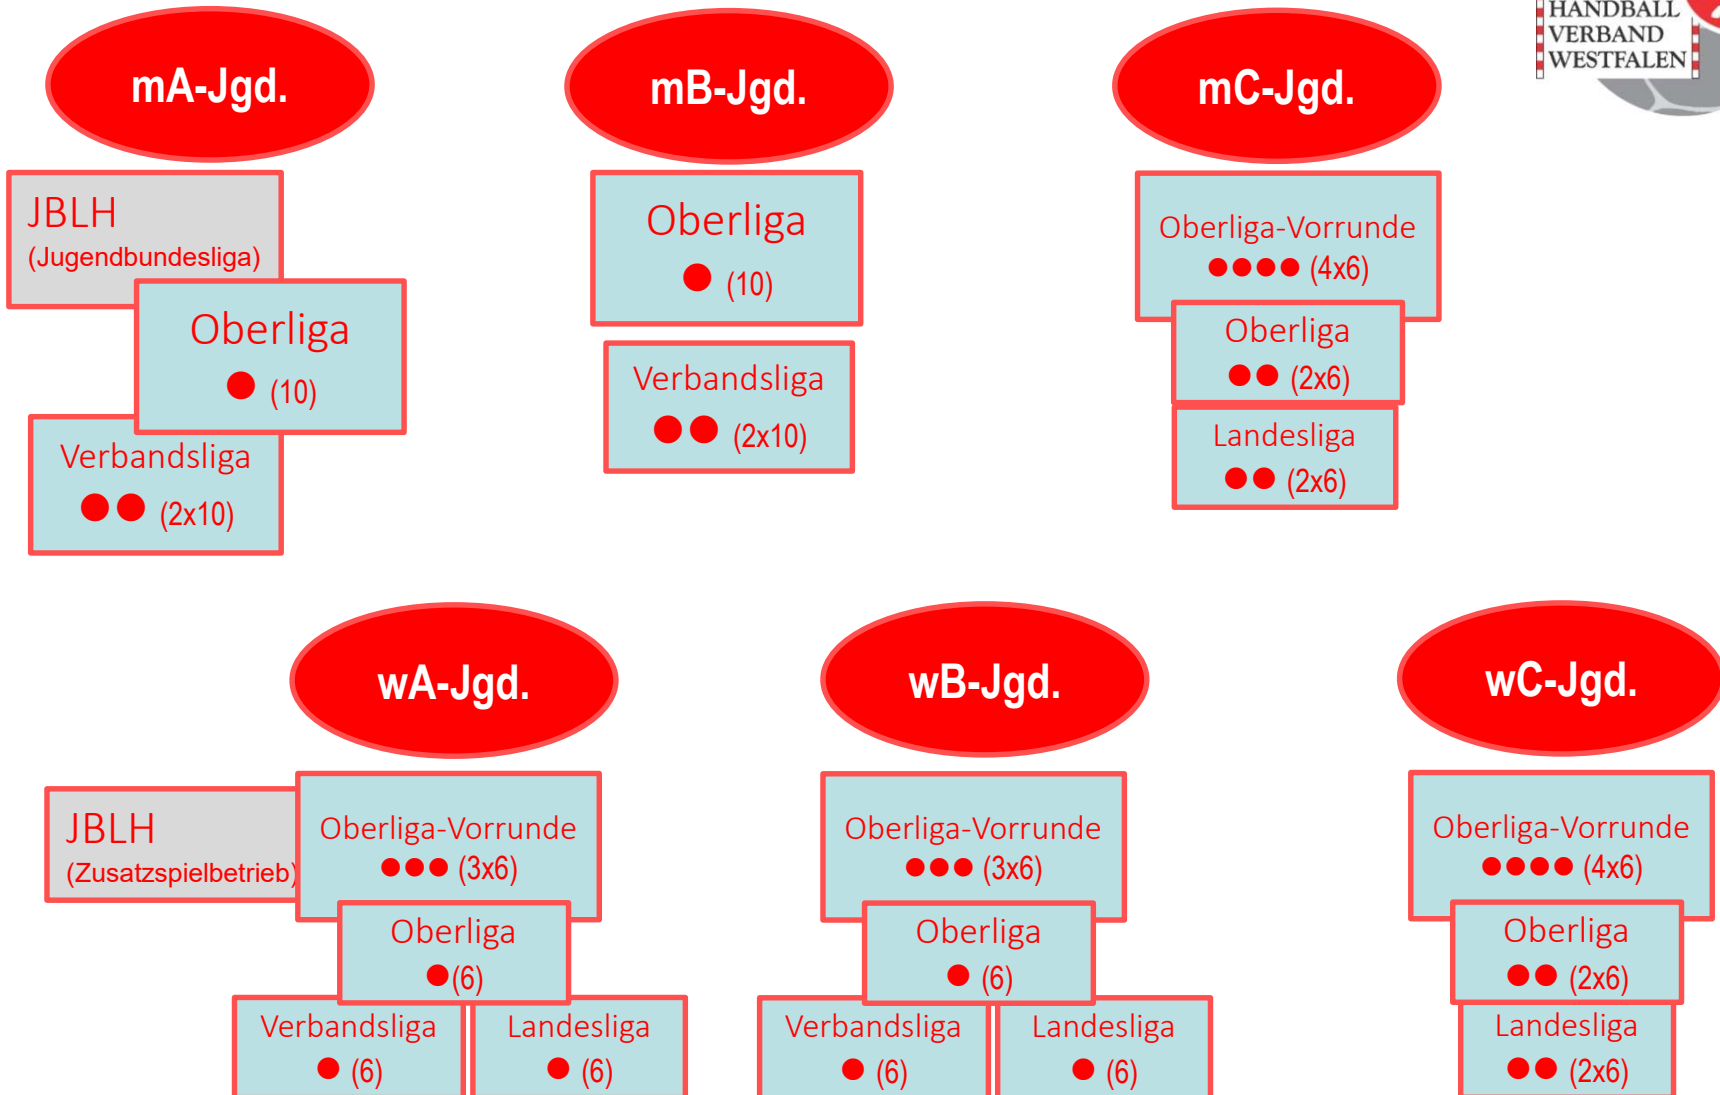 HANDBALL
VERBAND
WESTFALEN
mA-Jgd.
JBLH
(Jugendbundesliga)
Oberliga
(10)
Verbandsliga
(2x10)
mB-Jgd.
Oberliga
(10)
Verbandsliga
(2x10)
mC-Jgd.
Oberliga-Vorrunde
(4x6)
Oberliga
(2x6)
Landesliga
(2x6)
wA-Jgd.
JBLH
(Zusatzspielbetrieb)
Oberliga-Vorrunde
(3x6)
Oberliga
(6)
Verbandsliga
(6)
Landesliga
(6)
wB-Jgd.
Oberliga-Vorrunde
(3x6)
Oberliga
(6)
Verbandsliga
(6)
Landesliga
(6)
wC-Jgd.
Oberliga-Vorrunde
(4x6)
Oberliga
(2x6)
Landesliga
(2x6)